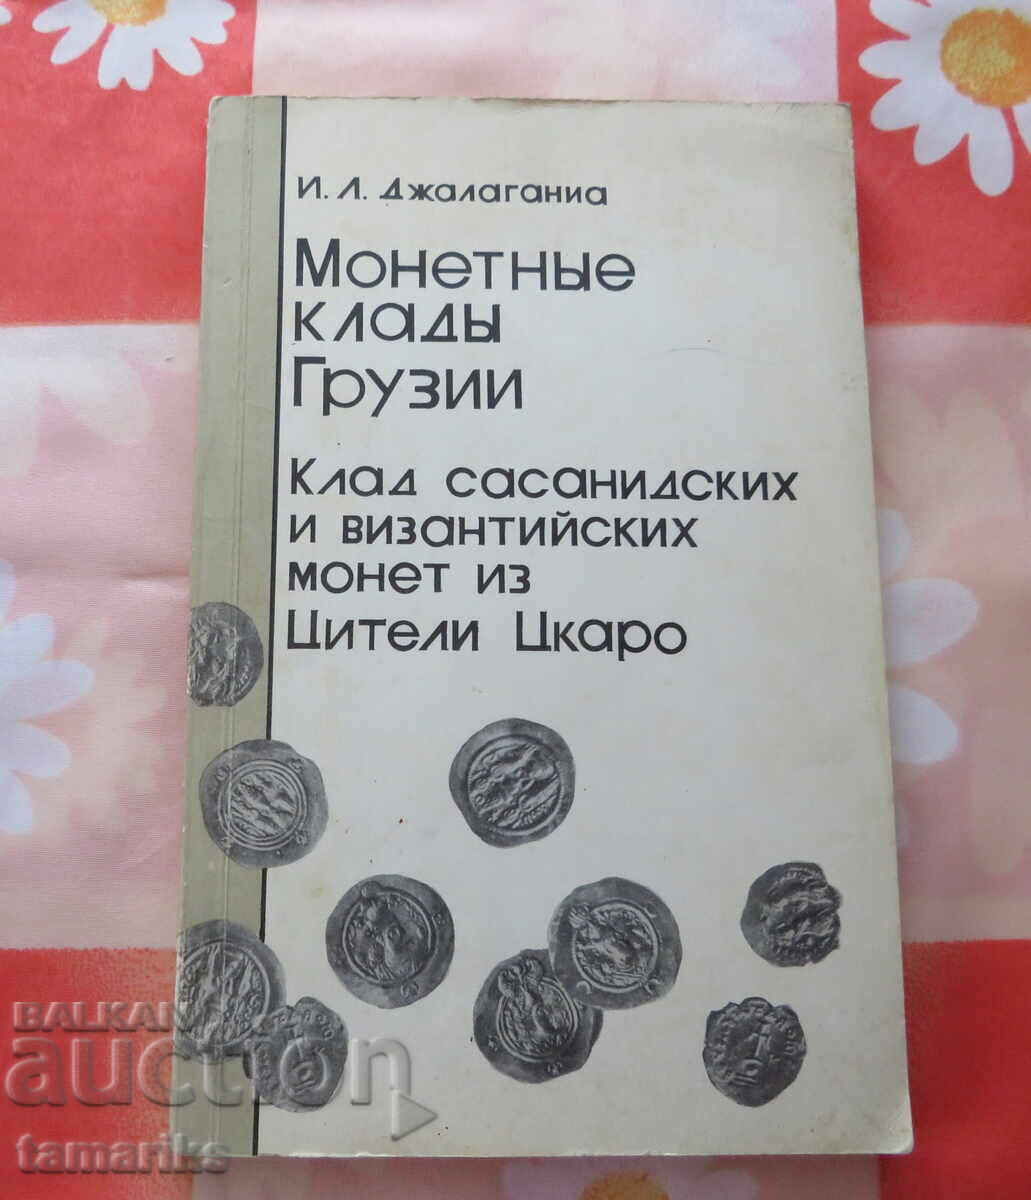 И. Л. Джалаганиа
Монетные
клады
Грузии
Клад сасанидских
и византийских
монет из
Цители Цкаро
BALKAN
auction
tamariks